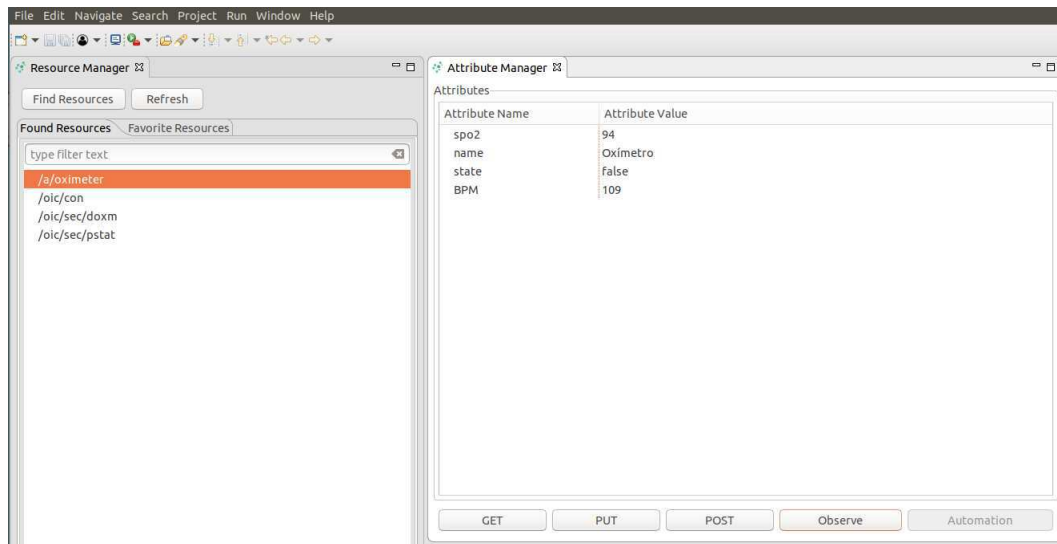 File Edit Navigate Search Project Run Window Help
Resource Manager
Find Resources Refresh
Found Resources Favorite Resources
type filter text
/a/oximeter
/oic/con
/oic/sec/doxm
/oic/sec/pstat
Attribute Manager
Attributes
Attribute Name Attribute Value
spo2 94
name Oxímetro
state false
BPM 109
GET PUT POST Observe Automation